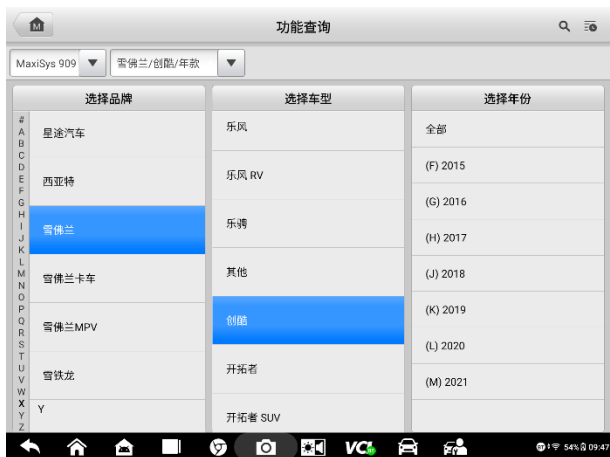 M
功能查询
MaxiSys 909
雪佛兰/创酷/年款
选择品牌
选择车型
选择年份
#
A
B
C
D
E
F
G
H
I
J
K
L
M
N
O
P
Q
R
S
T
U
V
W
X
Y
Z
星途汽车
西亚特
雪佛兰
雪佛兰卡车
雪佛兰MPV
雪铁龙
Y
乐风
乐风 RV
乐骋
其他
创酷
开拓者
开拓者 SUV
全部
(F) 2015
(G) 2016
(H) 2017
(J) 2018
(K) 2019
(L) 2020
(M) 2021
M
VCI
54% 09:47